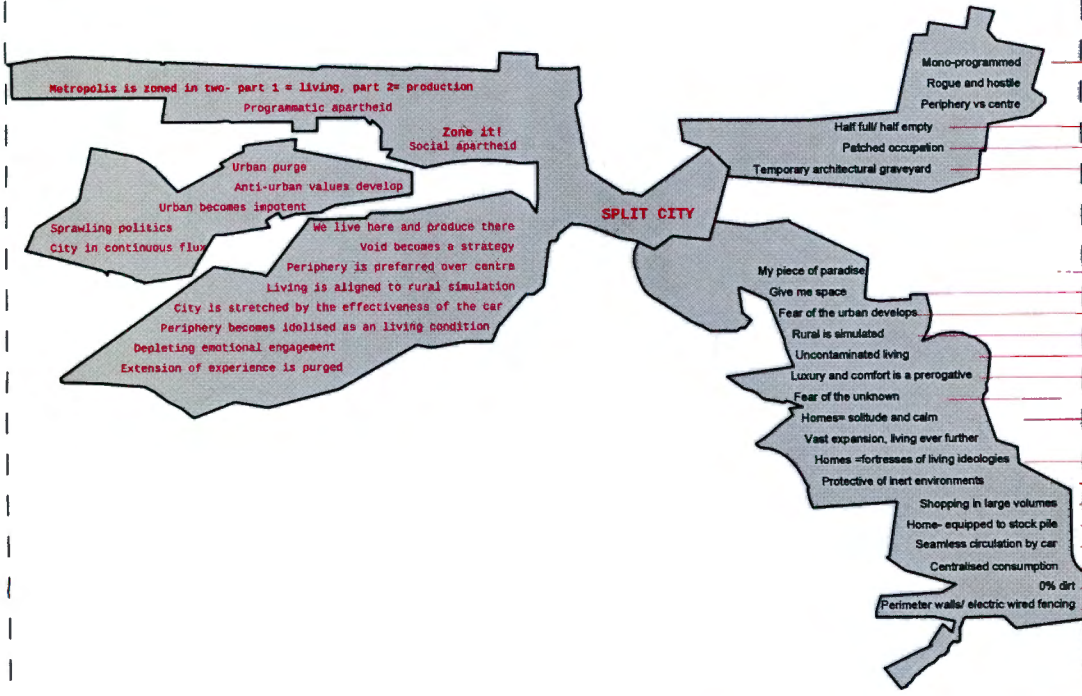 Metropolis is zoned in two- part 1 = living, part 2= production
Programmatic apartheid
Zone it!
Social apartheid
Urban purge
Anti-urban values develop
Urban becomes impotent
Sprawling politics
City in continuous flux
We live here and produce there
Void becomes a strategy
Periphery is preferred over centre
Living is aligned to rural simulation
City is stretched by the effectiveness of the car
Periphery becomes idolised as an living condition
Depleting emotional engagement
Extension of experience is purged
SPLIT CITY
Mono-programmed
Rogue and hostile
Periphery vs centre
Half full/ half empty
Patched occupation
Temporary architectural graveyard
My piece of paradise
Give me space
Fear of the urban develops
Rural is simulated
Uncontaminated living
Luxury and comfort is a prerogative
Fear of the unknown
Homes= solitude and calm
Vast expansion, living ever further
Homes =fortresses of living ideologies
Protective of inert environments
Shopping in large volumes
Home- equipped to stock pile
Seamless circulation by car
Centralised consumption
0% dirt
Perimeter walls/ electric wired fencing